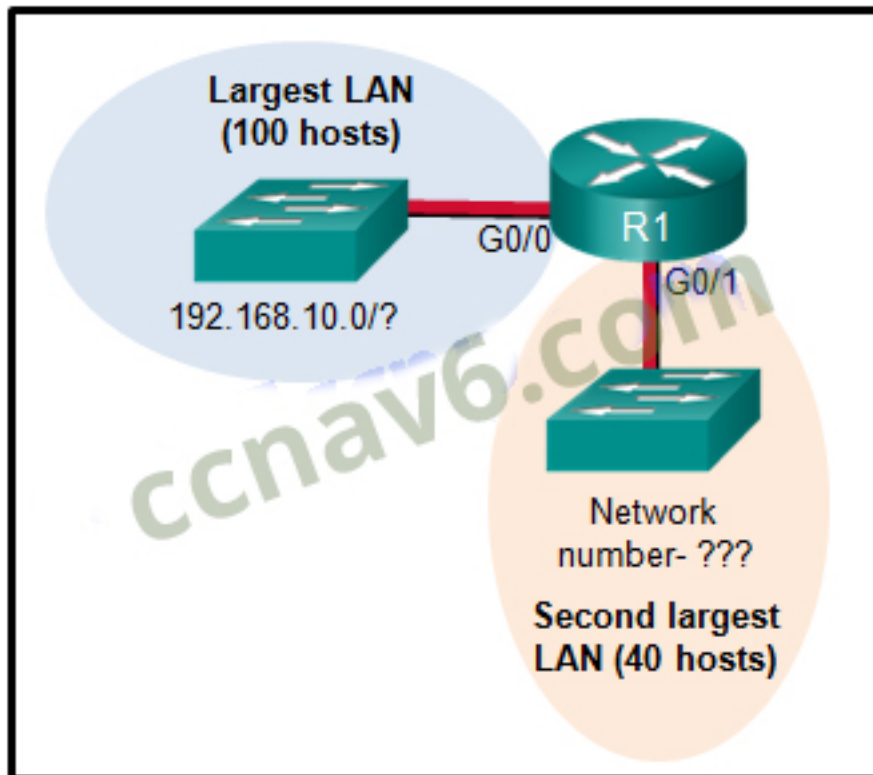 Largest LAN
(100 hosts)
R1
G0/0
G0/1
192.168.10.0/?
ccnav6.com
Network
number- ???
Second largest
LAN (40 hosts)